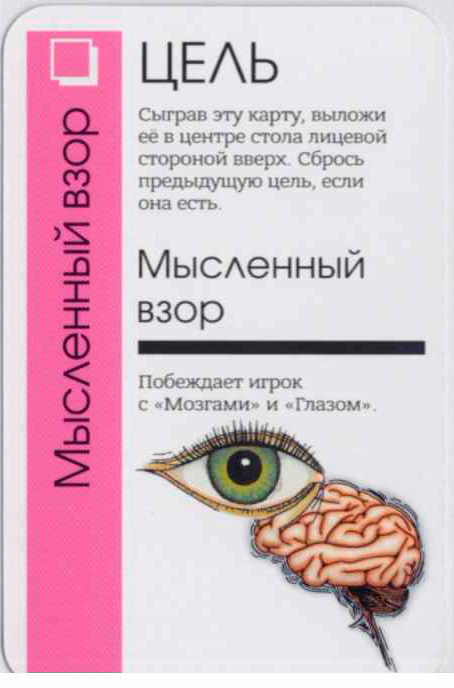 Мысленный взор
ЦЕЛЬ
Сыграв эту карту, выложи
её в центре стола лицевой
стороной вверх. Сбрось
предыдущую цель, если
она есть.
Мысленный
взор
Побеждает игрок
с «Мозгами» и «Глазом».